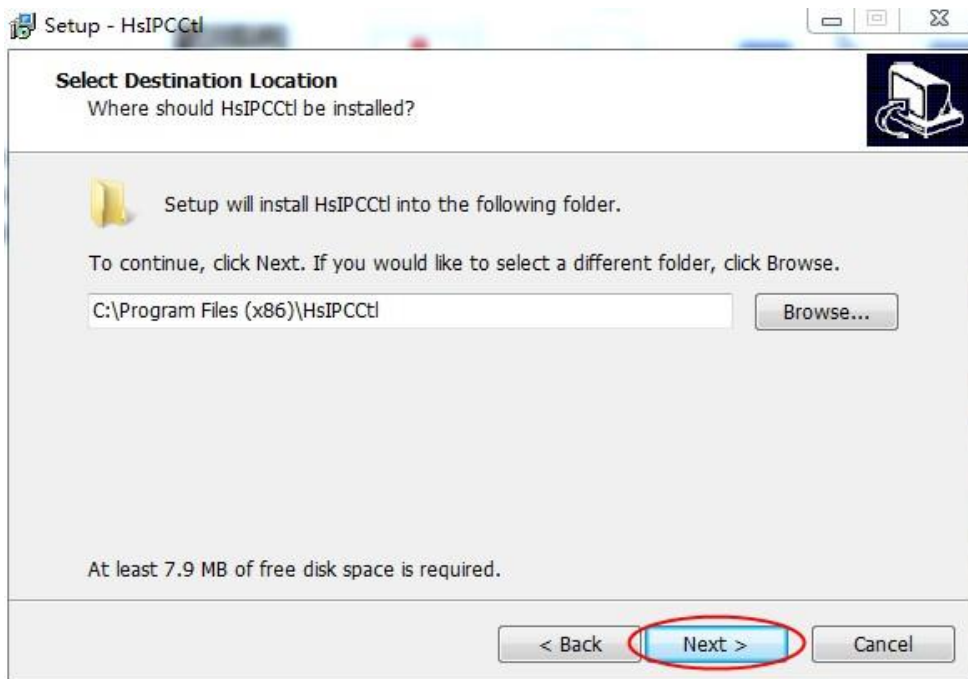 Setup - HsIPCCtl
Select Destination Location
Where should HsIPCCtl be installed?
Setup will install HsIPCCtl into the following folder.
To continue, click Next. If you would like to select a different folder, click Browse.
C:\Program Files (x86)\HsIPCCtl
Browse...
At least 7.9 MB of free disk space is required.
< Back
Next >
Cancel